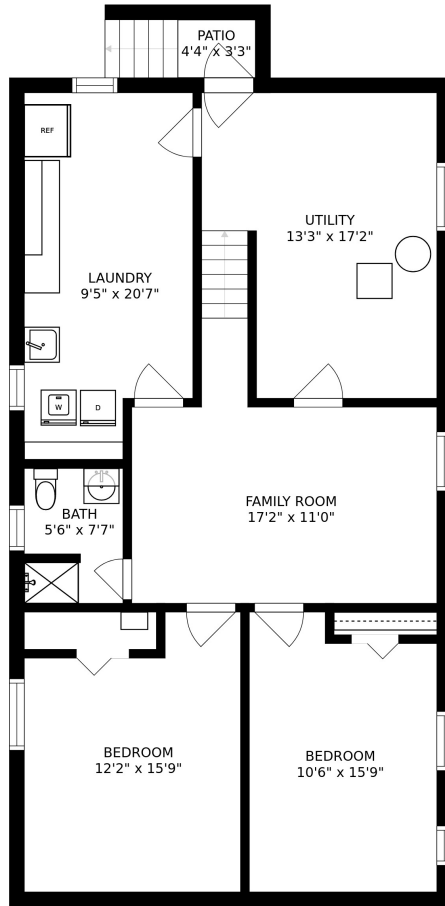 PATIO
4'4" x 3'3"
REF
UTILITY
13'3" x 17'2"
LAUNDRY
9'5" x 20'7"
W
D
FAMILY ROOM
17'2" x 11'0"
BATH
5'6" x 7'7"
BEDROOM
12'2" x 15'9"
BEDROOM
10'6" x 15'9"